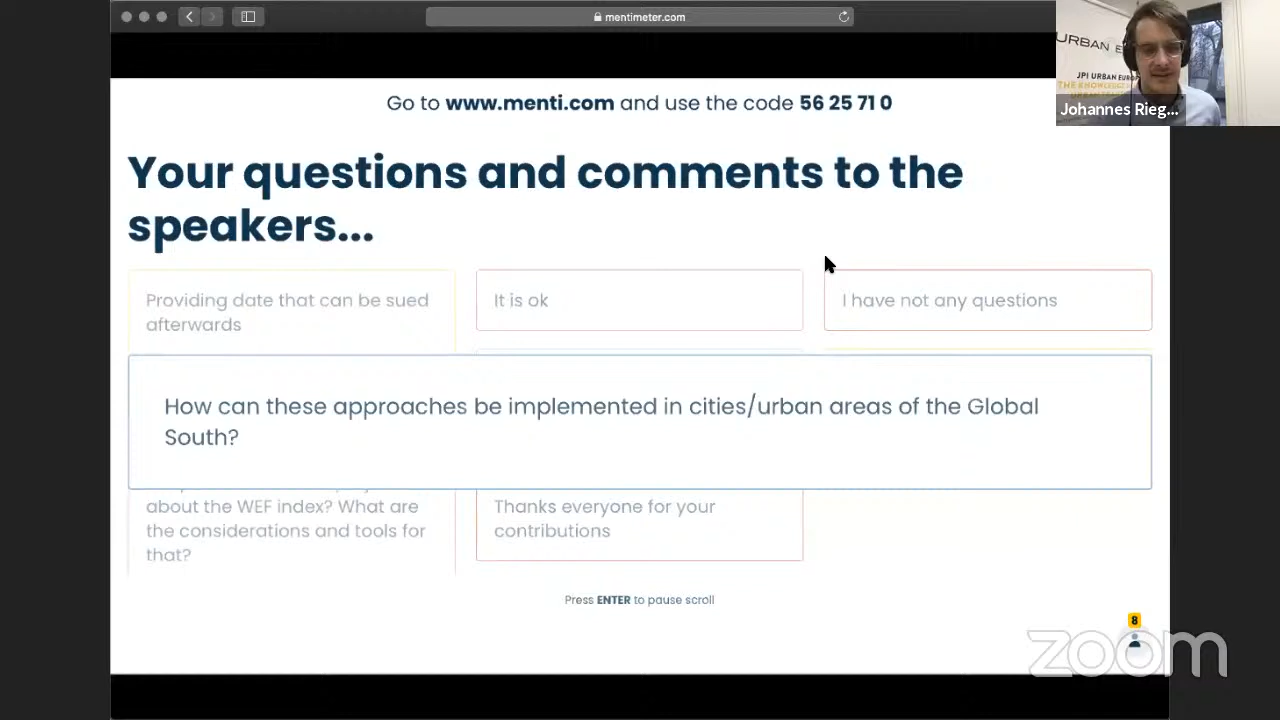 mentimeter.com
URBAN E
JPI URBAN EUROP
Johannes Rieg...
Go to www.menti.com and use the code 56 25 71 0
Your questions and comments to the
speakers...
Providing date that can be sued
afterwards
It is ok
I have not any questions
How can these approaches be implemented in cities/urban areas of the Global
South?
about the WEF index? What are
the considerations and tools for
that?
Thanks everyone for your
contributions
Press ENTER to pause scroll
8
zoom